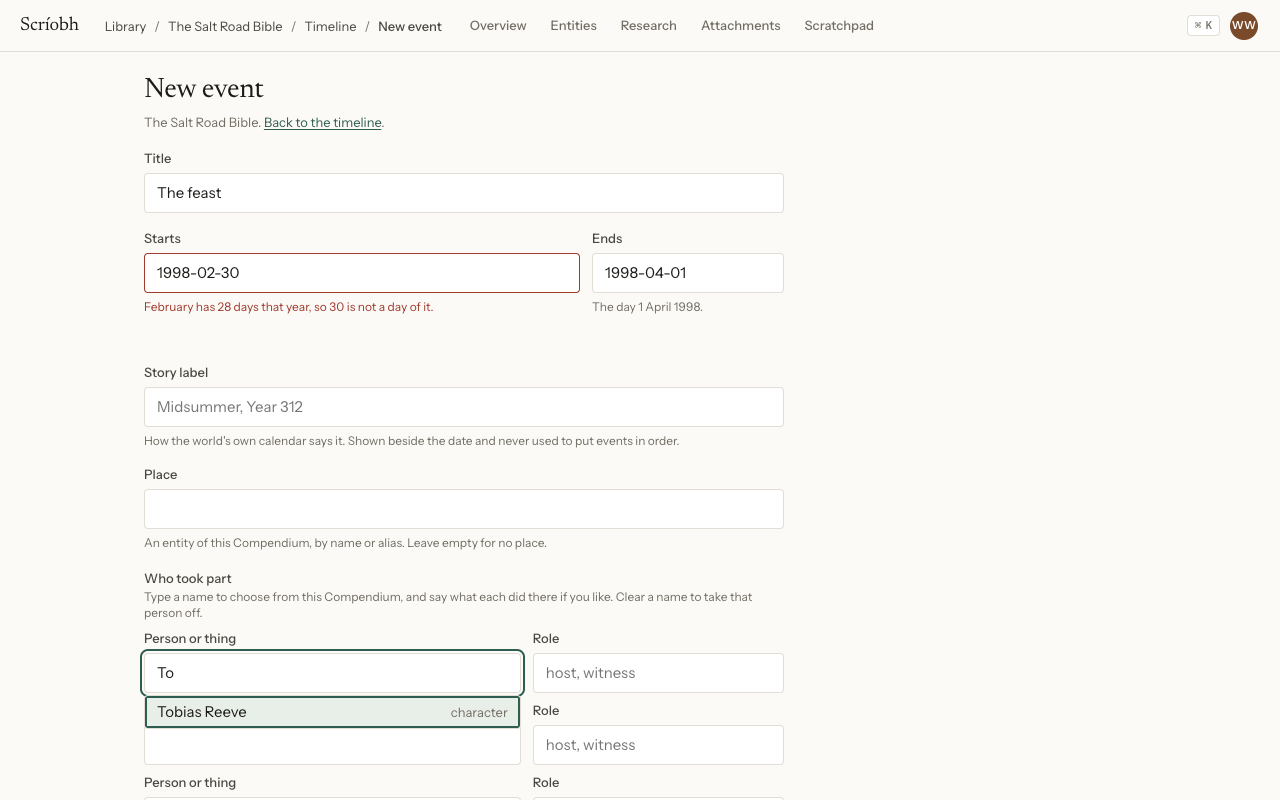 Scríobh
Library / The Salt Road Bible / Timeline / New event
Overview Entities Research Attachments Scratchpad
⌘ K
WW
New event
The Salt Road Bible. Back to the timeline.
Title
The feast
Starts
Ends
1998-02-30
1998-04-01
February has 28 days that year, so 30 is not a day of it.
The day 1 April 1998.
Story label
Midsummer, Year 312
How the world's own calendar says it. Shown beside the date and never used to put events in order.
Place
An entity of this Compendium, by name or alias. Leave empty for no place.
Who took part
Type a name to choose from this Compendium, and say what each did there if you like. Clear a name to take that
person off.
Person or thing
Role
To
host, witness
Tobias Reeve character
Role
host, witness
Person or thing
Role